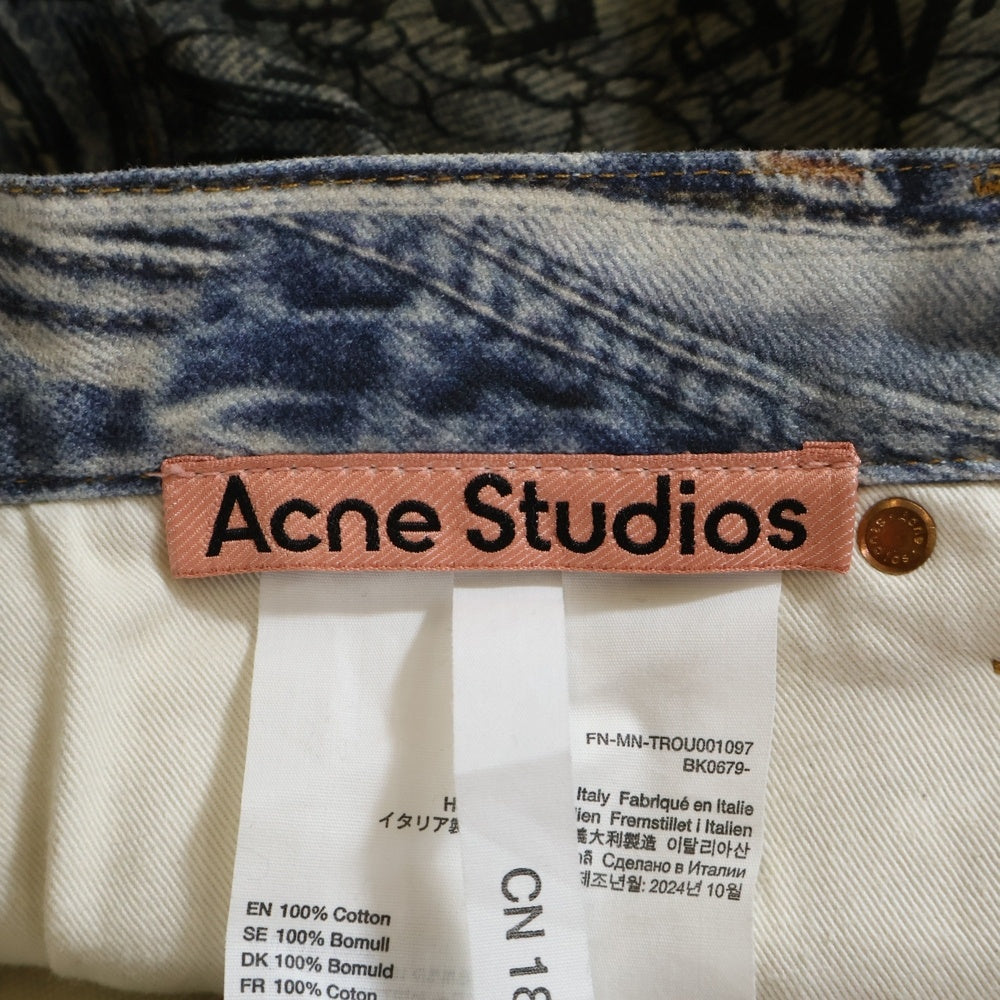 Acne Studios
FN-MN-TROU001097
BK0679-
Italy Fabriqué en Italie
Fremstillet i Italien
大利製造 이탈리아산
Сделано в Италии
제조년월: 2024년 10월
イタリア製
EN 100% Cotton
SE 100% Bomull
DK 100% Bomuld
FR 100% Coton
CN 18